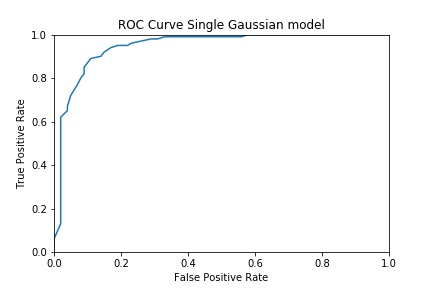 ROC Curve Single Gaussian model
1.0
0.8
0.6
0.4
0.2
0.0
True Positive Rate
0.0 0.2 0.4 0.6 0.8 1.0
False Positive Rate